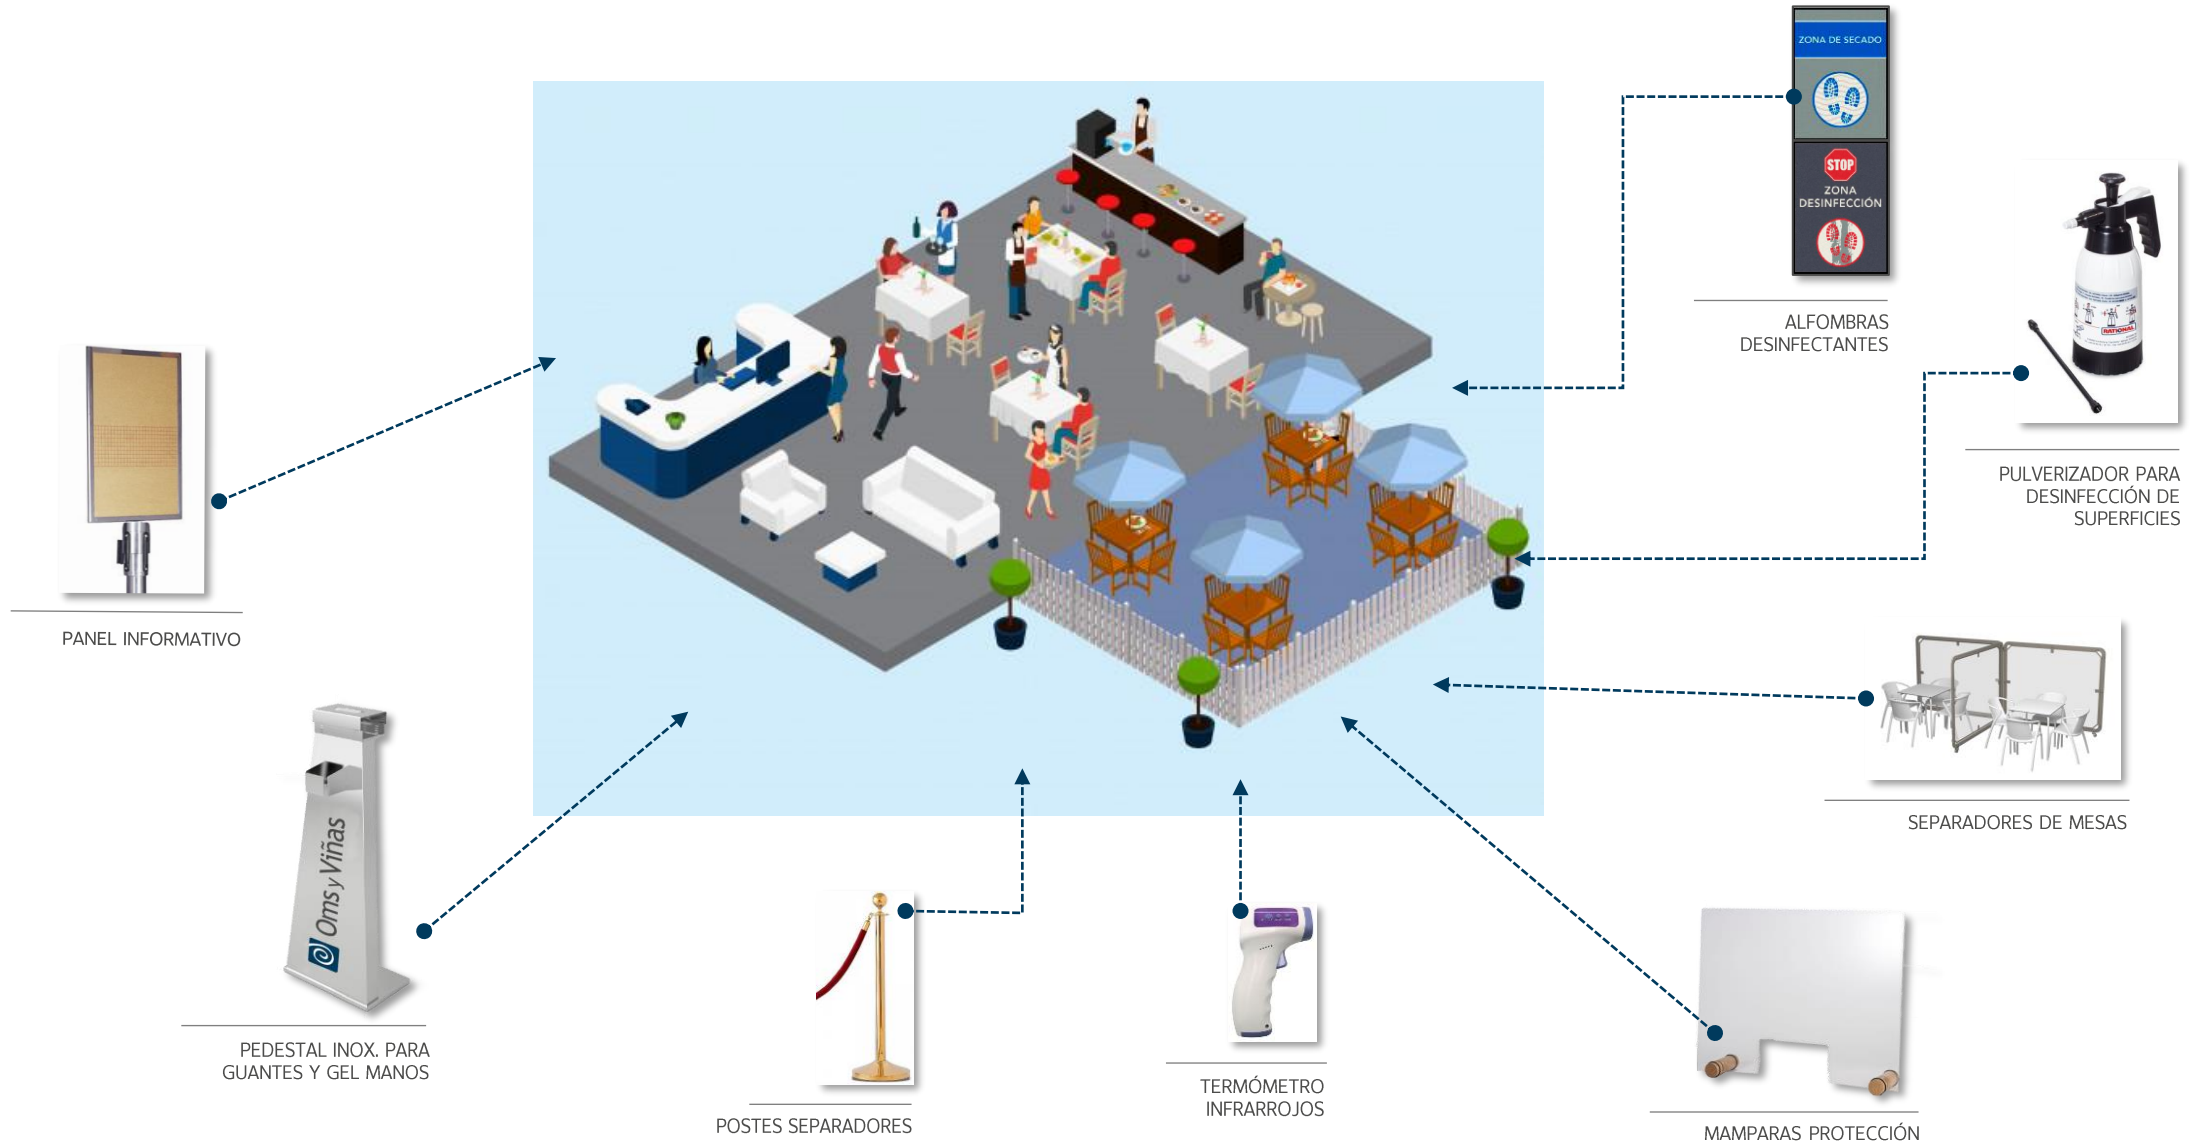 ZONA DE SECADO
STOP
ZONA
DESINFECCIÓN
ALFOMBRAS
DESINFECTANTES
RATIONAL
PULVERIZADOR PARA
DESINFECCIÓN DE
SUPERFICIES
PANEL INFORMATIVO
SEPARADORES DE MESAS
Oms y Viñas
PEDESTAL INOX. PARA
GUANTES Y GEL MANOS
POSTES SEPARADORES
TERMÓMETRO
INFRARROJOS
MAMPARAS PROTECCIÓN